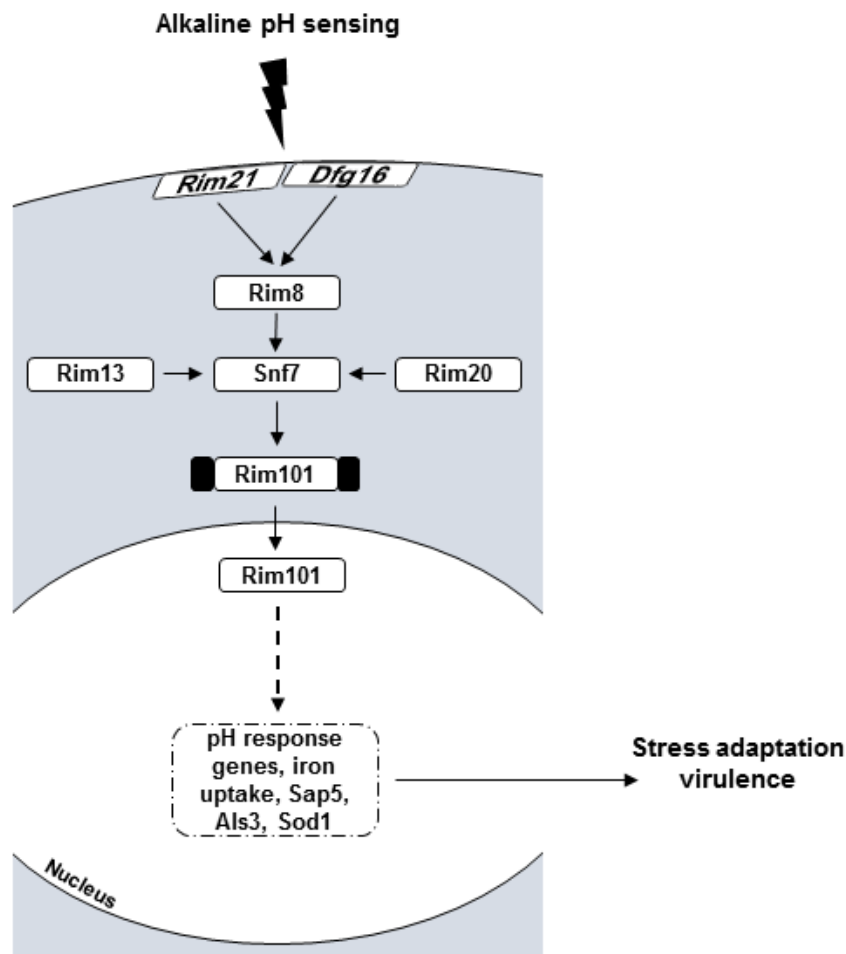 Alkaline pH sensing
Rim21
Dfg16
Rim8
Rim13
Snf7
Rim20
Rim101
Rim101
pH response
genes, iron
uptake, Sap5,
Als3, Sod1
Stress adaptation
virulence
Nucleus